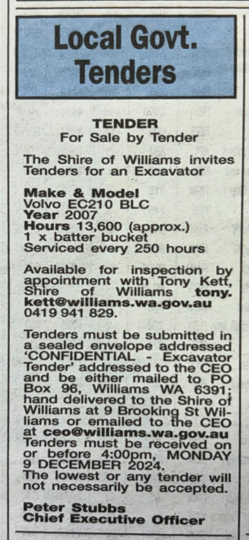 Local Govt.
Tenders
TENDER
For Sale by Tender
The Shire of Williams invites
Tenders for an Excavator
Make & Model
Volvo EC210 BLC
Year 2007
Hours 13,600 (approx.)
1 x batter bucket
Serviced every 250 hours
Available for inspection by
appointment with Tony Kett,
Shire of Williams tony.
kett@williams.wa.gov.au
0419 941 829.
Tenders must be submitted in
a sealed envelope addressed
'CONFIDENTIAL - Excavator
Tender' addressed to the CEO
and be either mailed to PO
Box 96, Williams WA 6391;
hand delivered to the Shire of
Williams at 9 Brooking St Wil-
liams or emailed to the CEO
at ceo@williams.wa.gov.au
Tenders must be received on
or before 4:00pm, MONDAY
9 DECEMBER 2024.
The lowest or any tender will
not necessarily be accepted.
Peter Stubbs
Chief Executive Officer